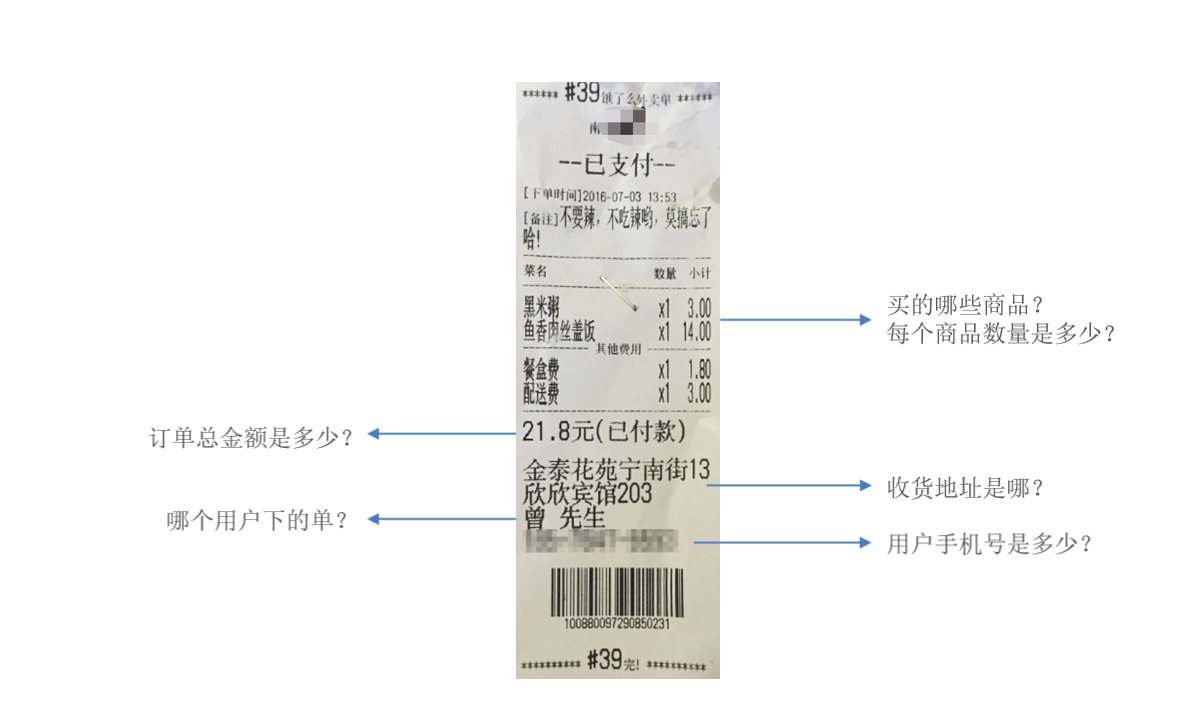 ****** #39饿了么外卖单 ******
南
--已支付--
[下单时间]2016-07-03 13:53
[备注]不要辣，不吃辣哟，莫搞忘了
哈!
菜名 数量 小计
黑米粥 x1 3.00
鱼香肉丝盖饭 x1 14.00
其他费用
餐盒费 x1 1.80
配送费 x1 3.00
21.8元(已付款)
金泰花苑宁南街13
欣欣宾馆203
曾 先生
100880097290850231
********** #39完! **********
订单总金额是多少？
哪个用户下的单？
买的哪些商品？
每个商品数量是多少？
收货地址是哪？
用户手机号是多少？